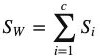 $S_W = \sum_{i=1}^{c} S_i$